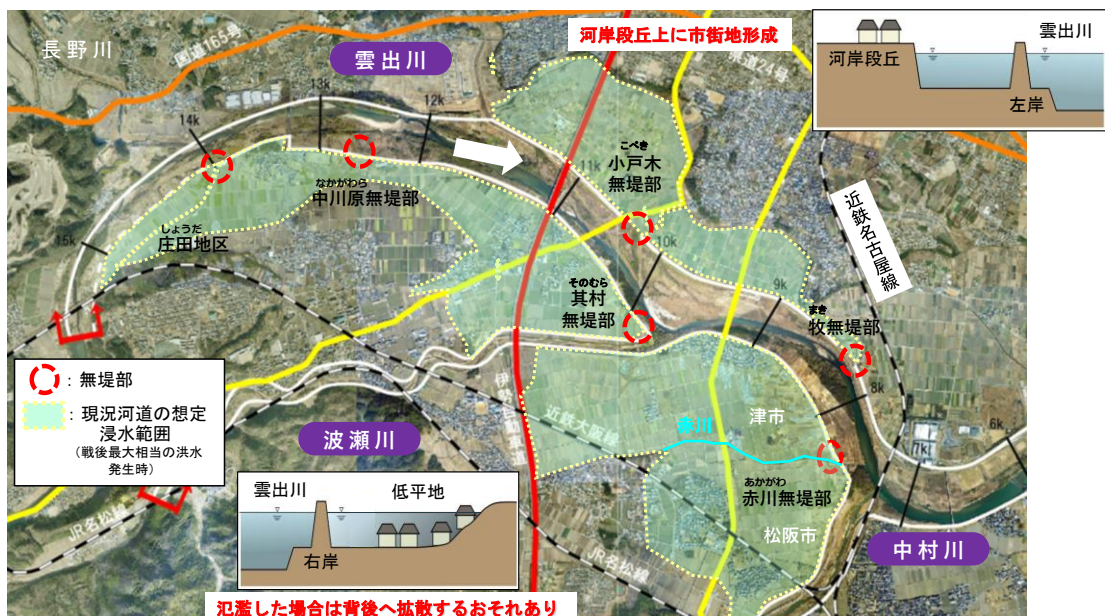 長野川
国道165号
雲出川
河岸段丘上に市街地形成
県道24号
雲出川
河岸段丘
左岸
15k
14k
13k
12k
11k
10k
9k
8k
7k
6k
こべき
小戸木
無堤部
なかがわら
中川原無堤部
しょうだ
庄田地区
近鉄名古屋線
そのむら
其村
無堤部
まき
牧無堤部
:無堤部
:現況河道の想定
浸水範囲
(戦後最大相当の洪水
発生時)
近鉄大阪線
津市
赤川
波瀬川
あかがわ
赤川無堤部
松阪市
中村川
JR名松線
JR名松線
雲出川
低平地
右岸
氾濫した場合は背後へ拡散するおそれあり